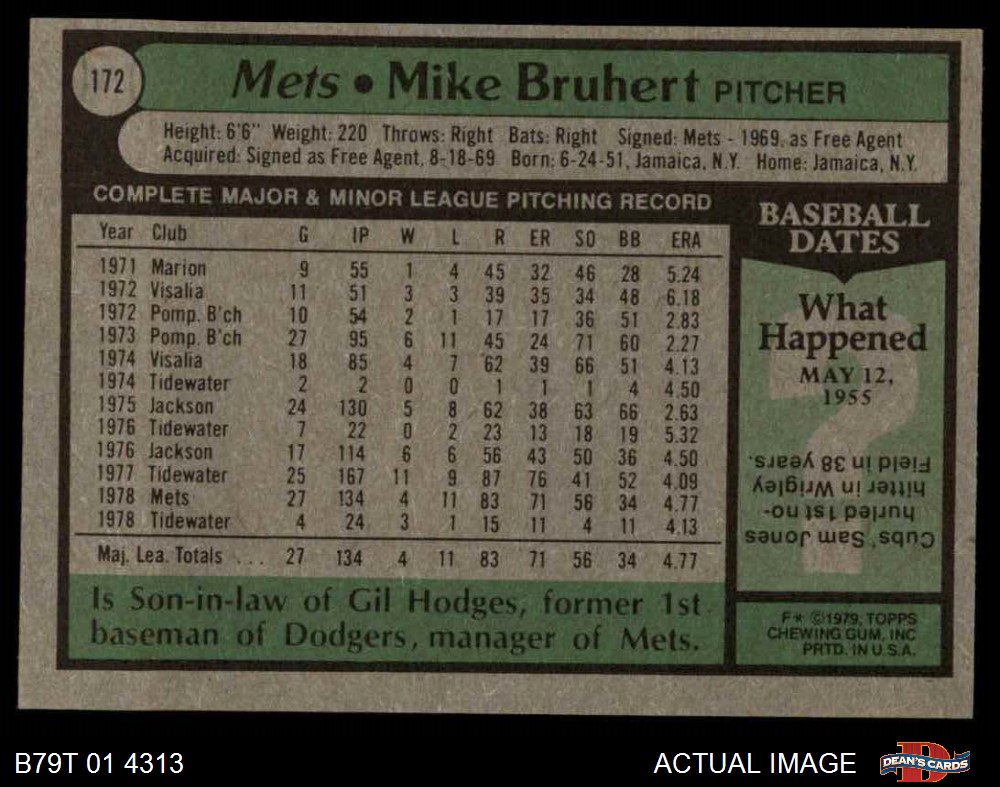 172
Mets • Mike Bruhert PITCHER
Height: 6'6" Weight: 220 Throws: Right Bats: Right Signed: Mets - 1969, as Free Agent
Acquired: Signed as Free Agent, 8-18-69 Born: 6-24-51, Jamaica, N.Y. Home: Jamaica, N.Y.
COMPLETE MAJOR & MINOR LEAGUE PITCHING RECORD
Year Club G IP W L R ER SO BB ERA
1971 Marion 9 55 1 4 45 32 46 28 5.24
1972 Visalia 11 51 3 3 39 35 34 48 6.18
1972 Pomp. B'ch 10 54 2 1 17 17 36 51 2.83
1973 Pomp. B'ch 27 95 6 11 45 24 71 60 2.27
1974 Visalia 18 85 4 7 62 39 66 51 4.13
1974 Tidewater 2 2 0 0 1 1 1 4 4.50
1975 Jackson 24 130 5 8 62 38 63 66 2.63
1976 Tidewater 7 22 0 2 23 13 18 19 5.32
1976 Jackson 17 114 6 6 56 43 50 36 4.50
1977 Tidewater 25 167 11 9 87 76 41 52 4.09
1978 Mets 27 134 4 11 83 71 56 34 4.77
1978 Tidewater 4 24 3 1 15 11 4 11 4.13
Maj. Lea. Totals ... 27 134 4 11 83 71 56 34 4.77
Is Son-in-law of Gil Hodges, former 1st
baseman of Dodgers, manager of Mets.
BASEBALL
DATES
What
Happened
MAY 12,
1955
?
Cubs', Sam Jones
hurled 1st no-
hitter in Wrigley
Field in 38 years.
F* ©1979, TOPPS
CHEWING GUM, INC
PRTD. IN U.S.A.
B79T 01 4313
ACTUAL IMAGE
D
DEAN'S CARDS